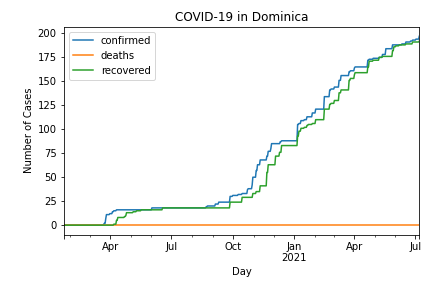 COVID-19 in Dominica
confirmed
deaths
recovered
Number of Cases
200
175
150
125
100
75
50
25
0
Apr
Jul
Oct
Jan
2021
Apr
Jul
Day